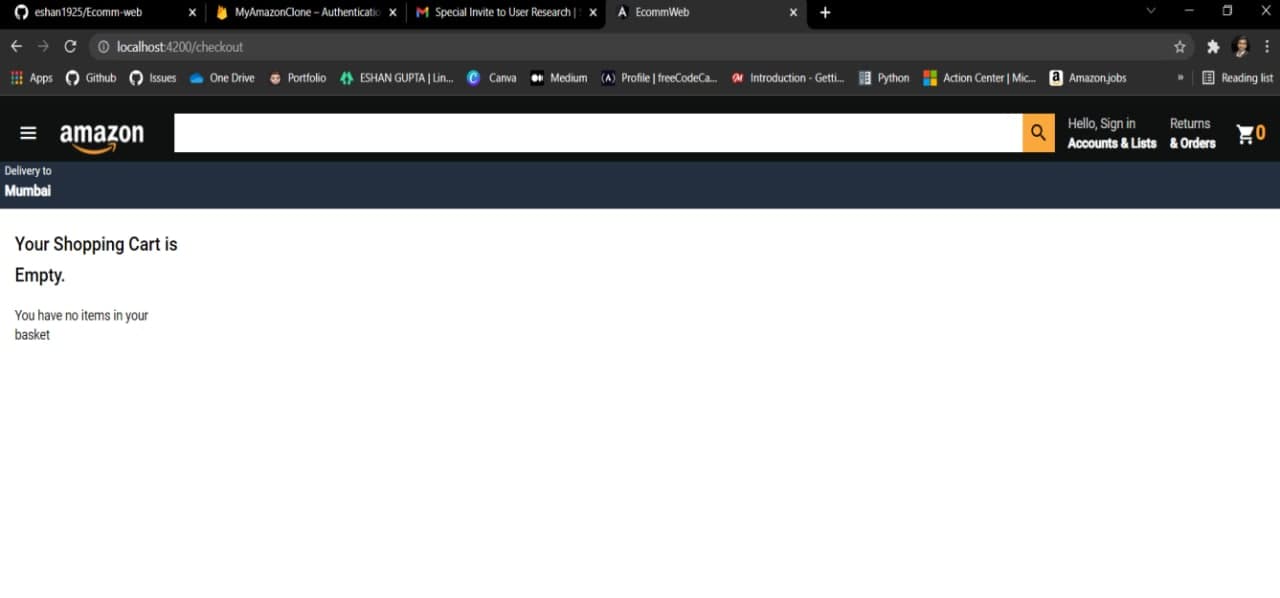 eshan1925/Ecomm-web
MyAmazonClone – Authenticatic
Special Invite to User Research |
EcommWeb
localhost:4200/checkout
Apps Github Issues One Drive Portfolio ESHAN GUPTA | Lin... Canva Medium Profile | freeCodeCa... Introduction - Getti... Python Action Center | Mic... Amazon.jobs » Reading list
amazon
Hello, Sign in
Accounts & Lists
Returns
& Orders
0
Delivery to
Mumbai
Your Shopping Cart is
Empty.
You have no items in your
basket